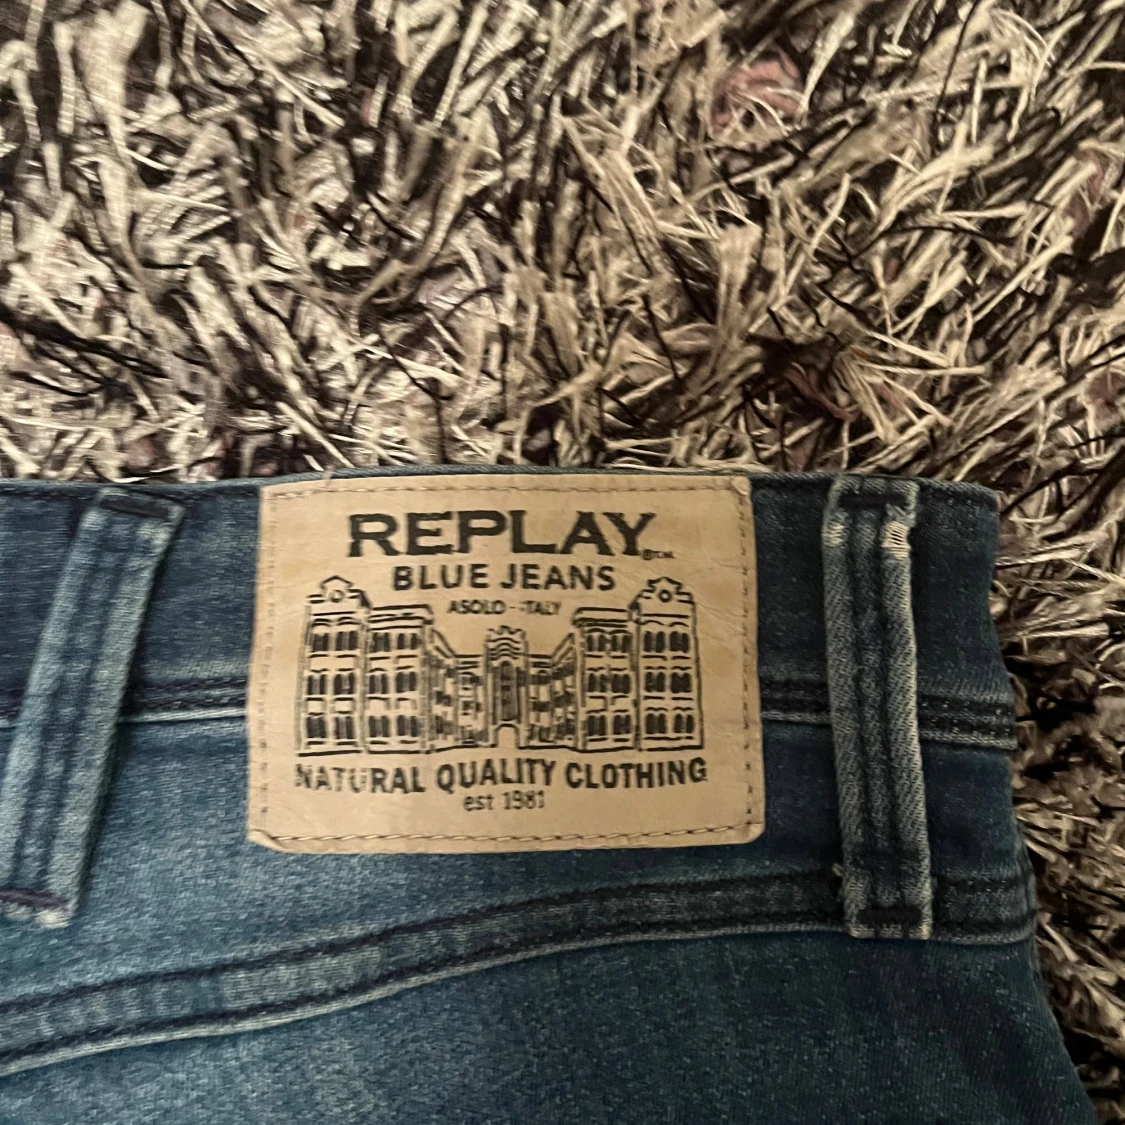 REPLAY
®T.M.
BLUE JEANS
ASOLO - ITALY
NATURAL QUALITY CLOTHING
est 1981